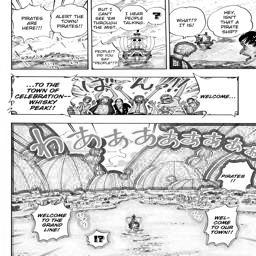 HEY,
ISN'T
THAT A
PIRATE
SHIP??
WHAT??
IT IS!
?
I HEAR
PEOPLE
TALKING...
BUT I
CAN'T
SEE 'EM
THROUGH
THE MIST.
PEOPLE??
DID YOU
SAY
PEOPLE?
ALERT
THE TOWN!
PIRATES!!
PIRATES
ARE
HERE!!!
WELCOME...
...TO THE
TOWN OF
CELEBRATION--
WHISKY
PEAK!!
PIRATES
!!
WEL-
COME
TO OUR
TOWN!!
!?
WELCOME
TO THE
GRAND
LINE!